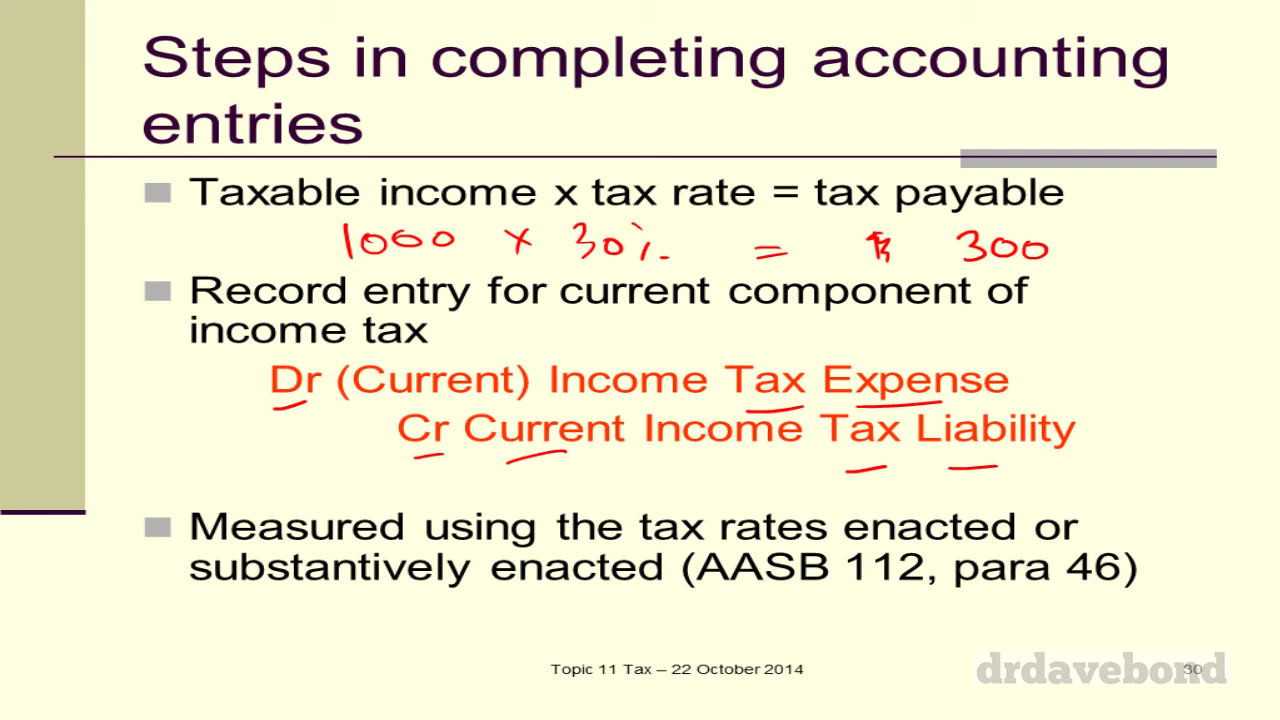 Steps in completing accounting
entries
Taxable income x tax rate = tax payable
1000 x 30% = $ 300
Record entry for current component of
income tax
Dr (Current) Income Tax Expense
Cr Current Income Tax Liability
Measured using the tax rates enacted or
substantively enacted (AASB 112, para 46)
Topic 11 Tax – 22 October 2014
drdavebond
30